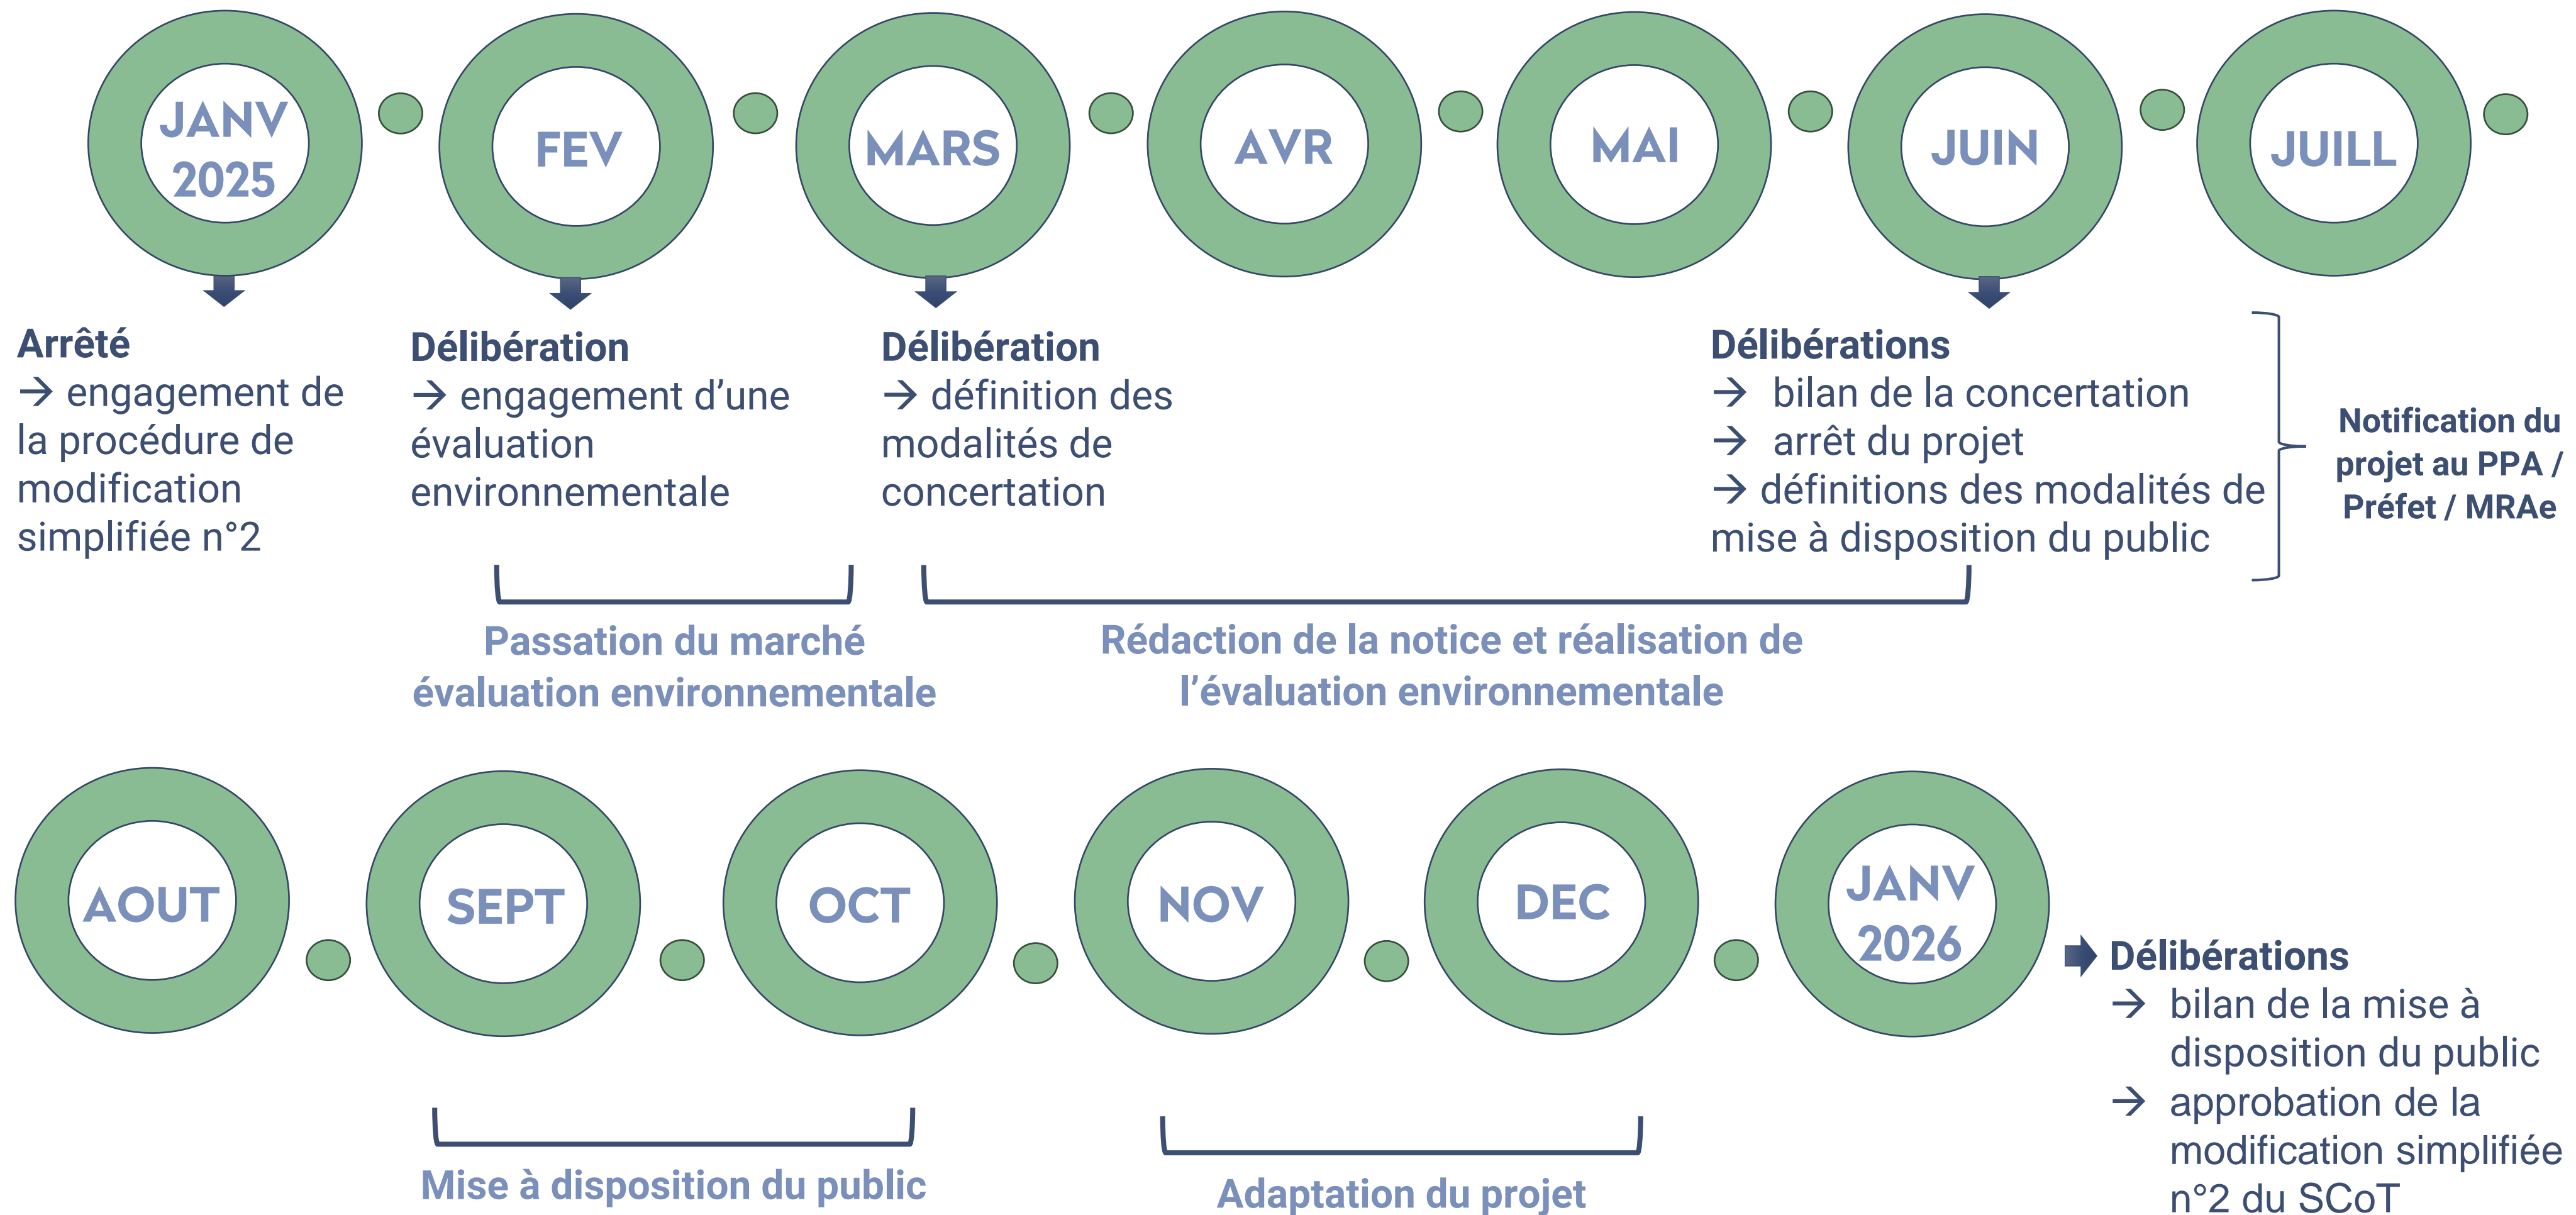 JANV
2025
FEV
MARS
AVR
MAI
JUIN
JUILL
Arrêté
→ engagement de
la procédure de
modification
simplifiée n°2
Délibération
→ engagement d’une
évaluation
environnementale
Délibération
→ définition des
modalités de
concertation
Délibérations
→ bilan de la concertation
→ arrêt du projet
→ définitions des modalités de
mise à disposition du public
Notification du
projet au PPA /
Préfet / MRAe
Passation du marché
évaluation environnementale
Rédaction de la notice et réalisation de
l’évaluation environnementale
AOUT
SEPT
OCT
NOV
DEC
JANV
2026
Délibérations
→ bilan de la mise à
disposition du public
→ approbation de la
modification simplifiée
n°2 du SCoT
Mise à disposition du public
Adaptation du projet